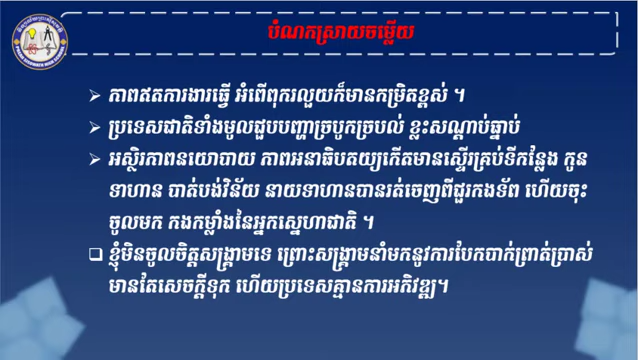 បំណកស្រាយចម្លើយ
➢ ភាពឥតការងារធ្វើ អំពើពុករលួយក៏មានកម្រិតខ្ពស់ ។
➢ ប្រទេសជាតិទាំងមូលជួបបញ្ហាច្របូកច្របល់ ខ្វះសណ្តាប់ធ្នាប់
➢ អស្ថិរភាពនយោបាយ ភាពអនាធិបតេយ្យកើតមានស្ទើរគ្រប់ទីកន្លែង កូន
ទាហាន បាត់បង់វិន័យ នាយទាហានបានរត់ចេញពីជួរកងទ័ព ហើយចុះ
ចូលមក កងកម្លាំងនៃអ្នកស្នេហាជាតិ ។
❑ ខ្ញុំមិនចូលចិត្តសង្គ្រាមទេ ព្រោះសង្គ្រាមនាំមកនូវការបែកបាក់ព្រាត់ប្រាស់
មានតែសេចក្តីទុក ហើយប្រទេសគ្មានការអភិវឌ្ឍ។